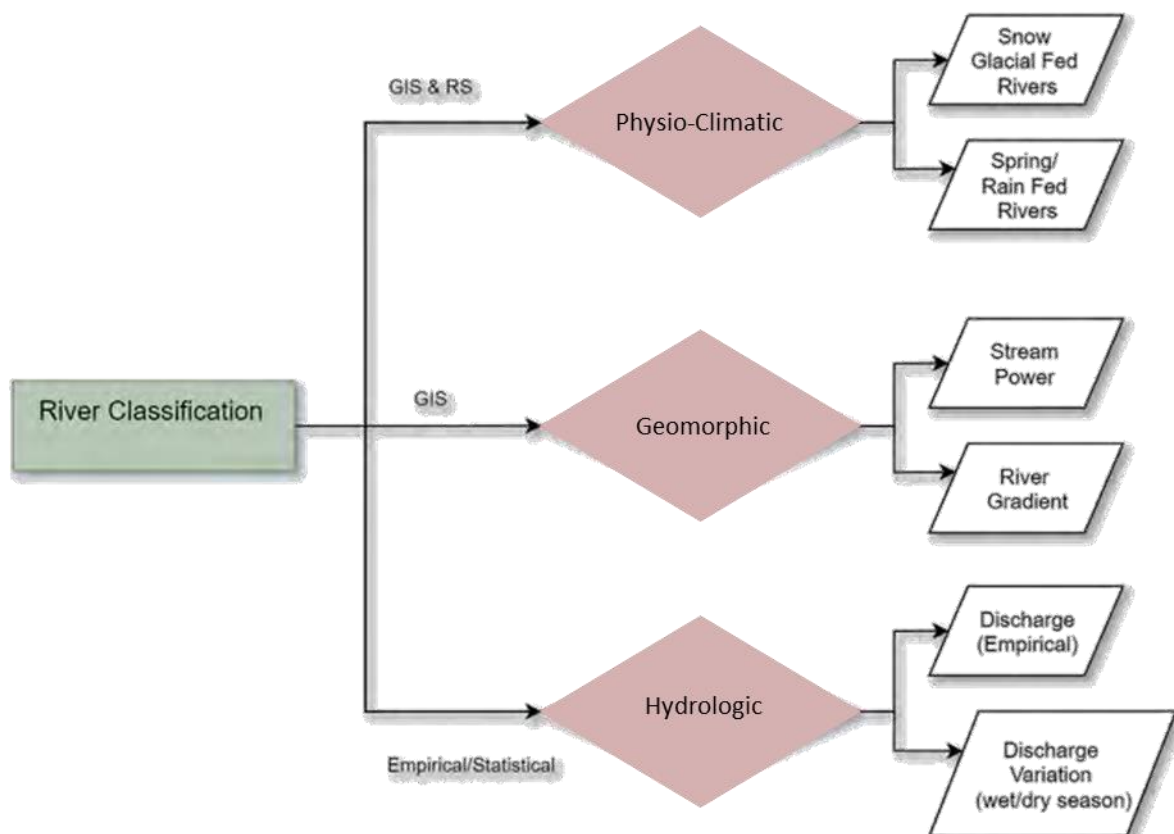 GIS & RS
Physio-Climatic
Snow
Glacial Fed
Rivers
Spring/
Rain Fed
Rivers
River Classification
GIS
Geomorphic
Stream
Power
River
Gradient
Empirical/Statistical
Hydrologic
Discharge
(Empirical)
Discharge
Variation
(wet/dry season)